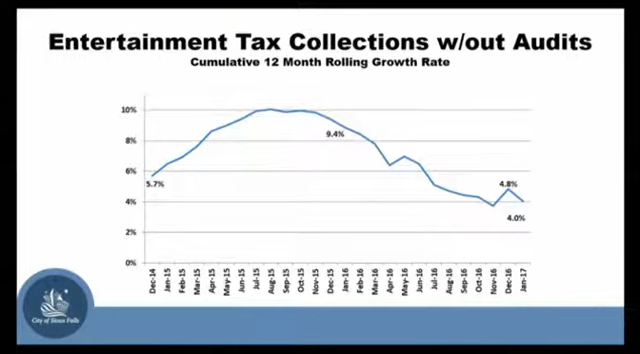 Entertainment Tax Collections w/out Audits
Cumulative 12 Month Rolling Growth Rate
10%
8%
6%
4%
2%
0%
5.7%
9.4%
4.8%
4.0%
Dec-14
Jan-15
Feb-15
Mar-15
Apr-15
May-15
Jun-15
Jul-15
Aug-15
Sep-15
Oct-15
Nov-15
Dec-15
Jan-16
Feb-16
Mar-16
Apr-16
May-16
Jun-16
Jul-16
Aug-16
Sep-16
Oct-16
Nov-16
Dec-16
Jan-17
City of Sioux Falls